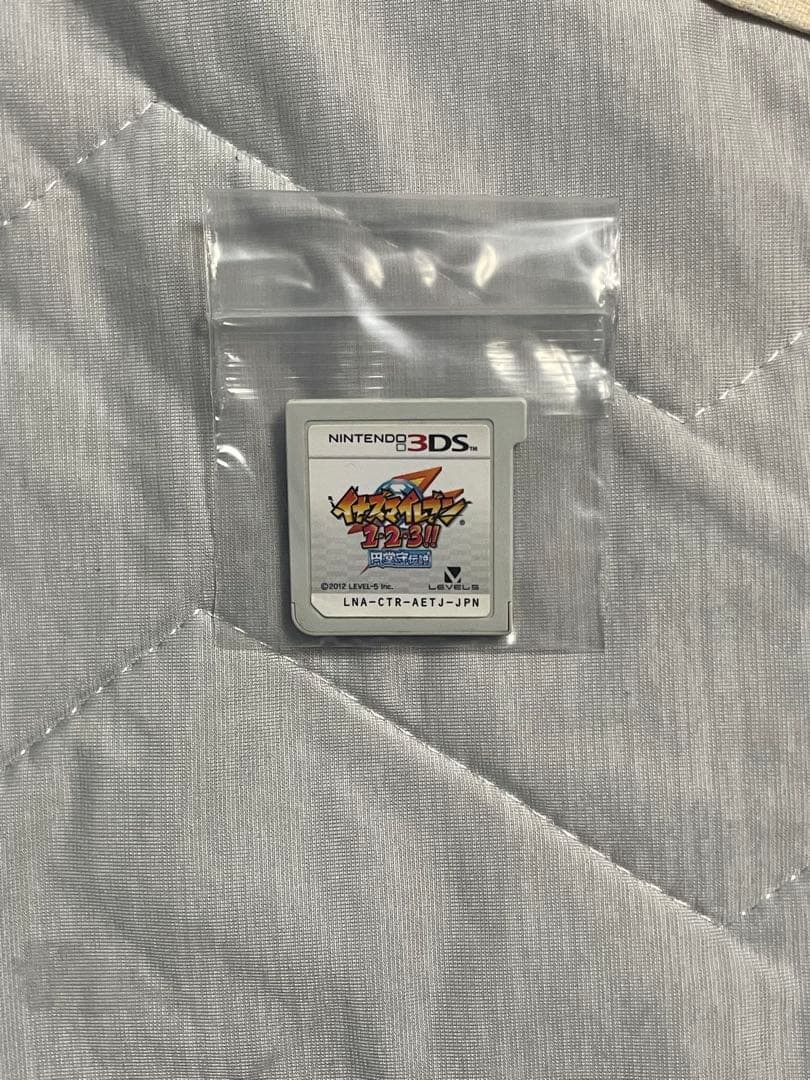 NINTENDO 3DS™
イナズマイレブン®
1・2・3!!
円堂守伝説
©2012 LEVEL-5 Inc.
LEVEL5
LNA-CTR-AETJ-JPN